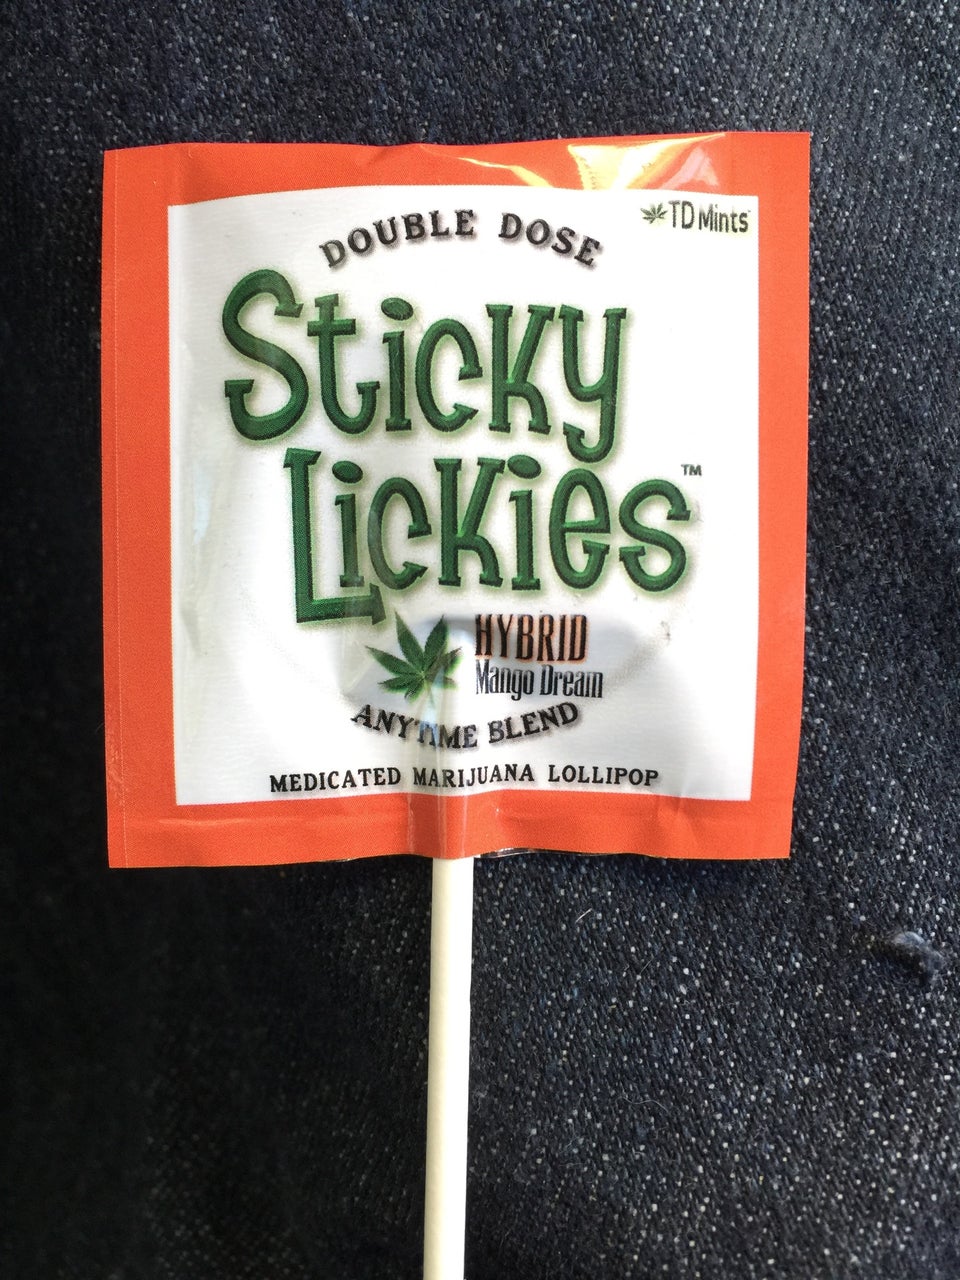 DOUBLE DOSE
TD Mints
Sticky
Lickies™
HYBRID
Mango Dream
ANYTIME BLEND
MEDICATED MARIJUANA LOLLIPOP